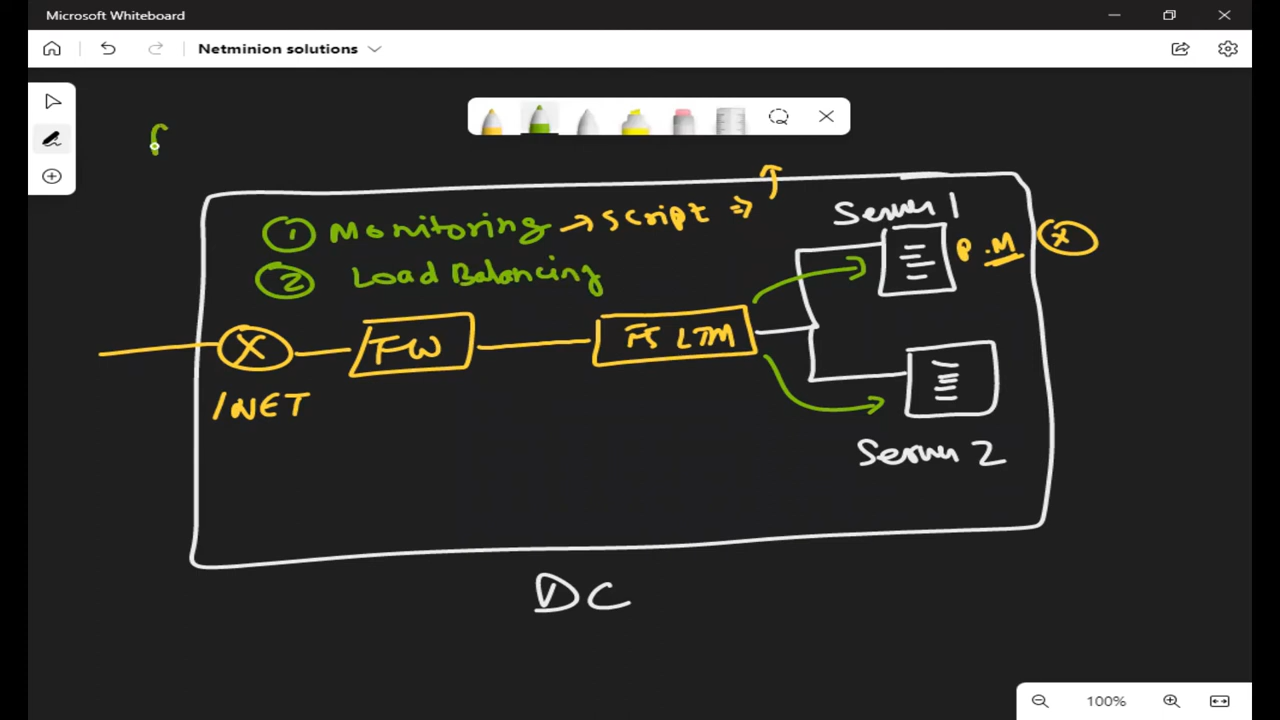 Microsoft Whiteboard
Netminion solutions
① Monitoring → Script ⇒
② Load Balancing
Server 1
P.M X
X
FW
F5 LTM
INET
Server 2
DC
100%